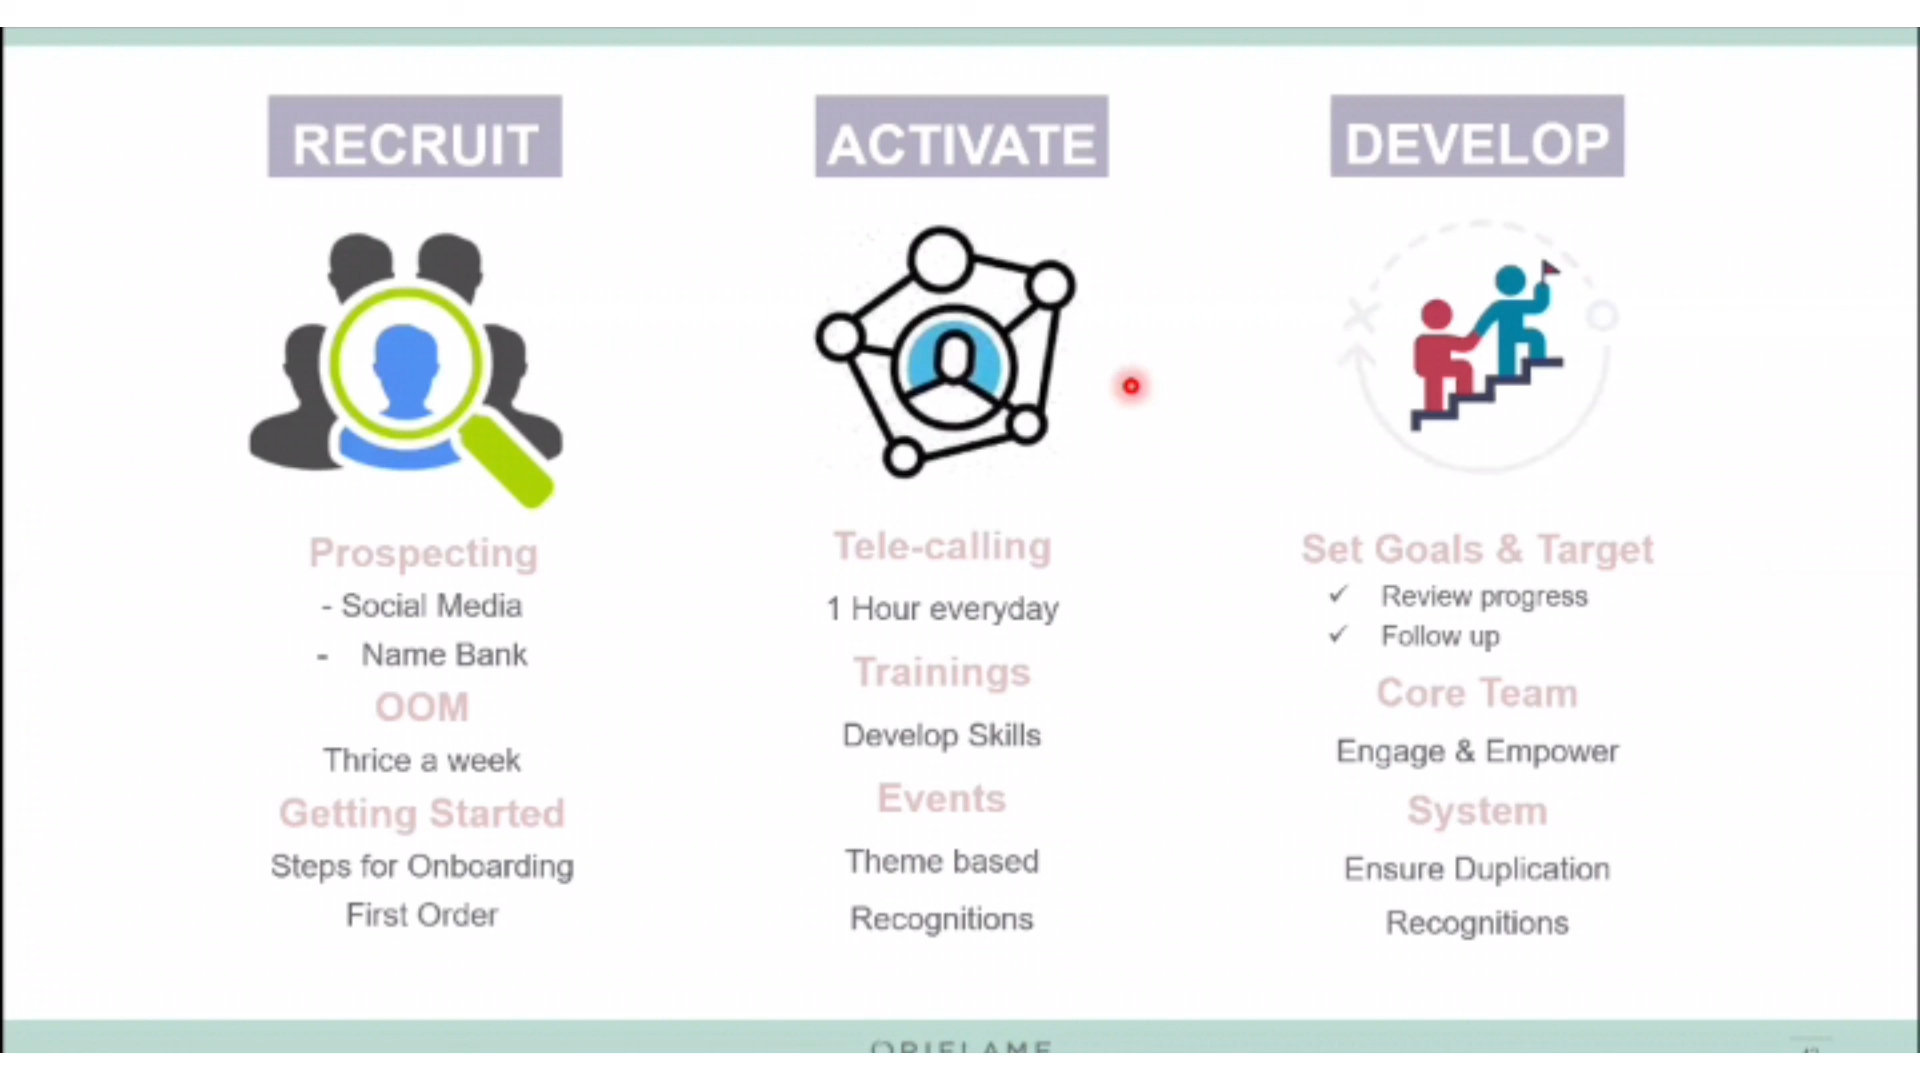 RECRUIT
Prospecting
- Social Media
- Name Bank
OOM
Thrice a week
Getting Started
Steps for Onboarding
First Order
ACTIVATE
Tele-calling
1 Hour everyday
Trainings
Develop Skills
Events
Theme based
Recognitions
DEVELOP
Set Goals & Target
✓ Review progress
✓ Follow up
Core Team
Engage & Empower
System
Ensure Duplication
Recognitions
ORIFLAME